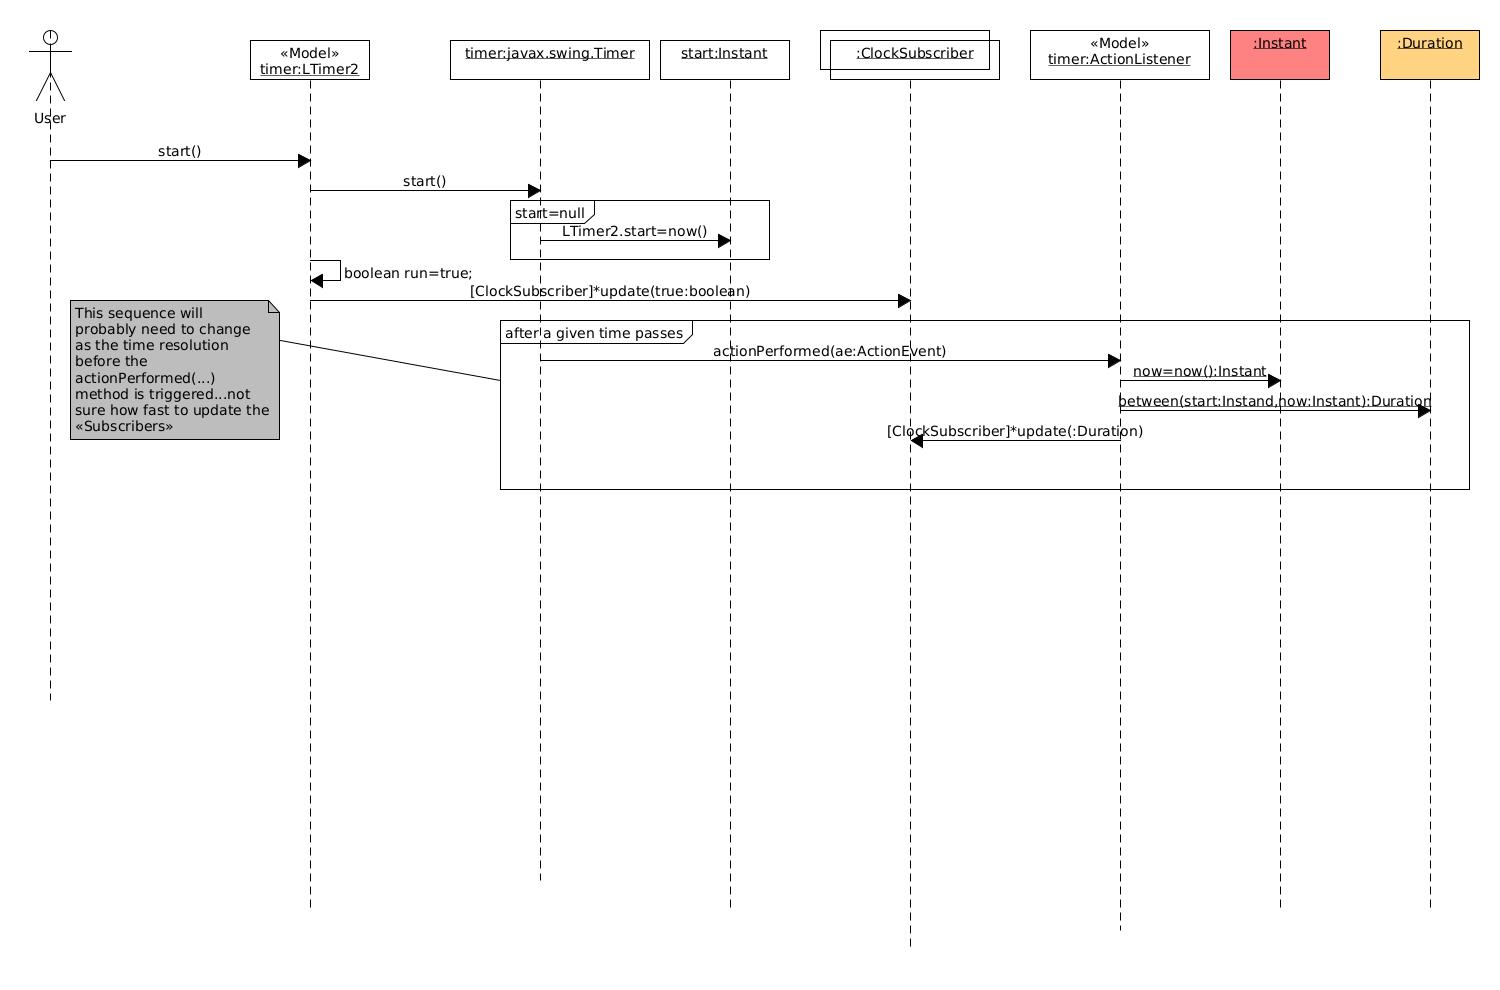 «Model»
timer:LTimer2
timer:javax.swing.Timer
start:Instant
:ClockSubscriber
«Model»
timer:ActionListener
:Instant
:Duration
User
start()
start()
start=null
LTimer2.start=now()
boolean run=true;
[ClockSubscriber]*update(true:boolean)
This sequence will
probably need to change
as the time resolution
before the
actionPerformed(...)
method is triggered...not
sure how fast to update the
«Subscribers»
after a given time passes
actionPerformed(ae:ActionEvent)
now=now():Instant
between(start:Instand,now:Instant):Duration
[ClockSubscriber]*update(:Duration)